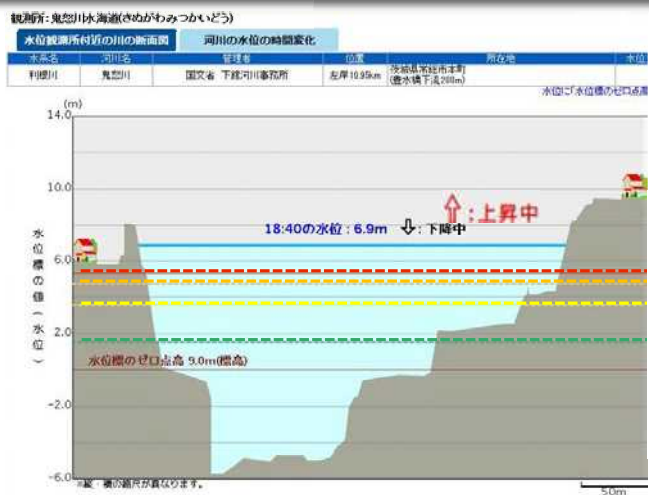 観測所：鬼怒川水海道(きぬがわみつかいどう)
水位観測所付近の川の断面図 河川の水位の時間変化
水系名 河川名 管理者 位置 所在地 水位
利根川 鬼怒川 国交省 下館河川事務所 左岸10.95km 茨城県常総市本町
(豊水橋下流200m)
水位に「水位標のゼロ点高
(m)
14.0
10.0
⇧:上昇中
18:40の水位：6.9m ⇩: 下降中
水位標の値(水位)
6.0
2.0
水位標のゼロ点高 9.0m(標高)
-2.0
-6.0
※縦・横の縮尺が異なります。
50m